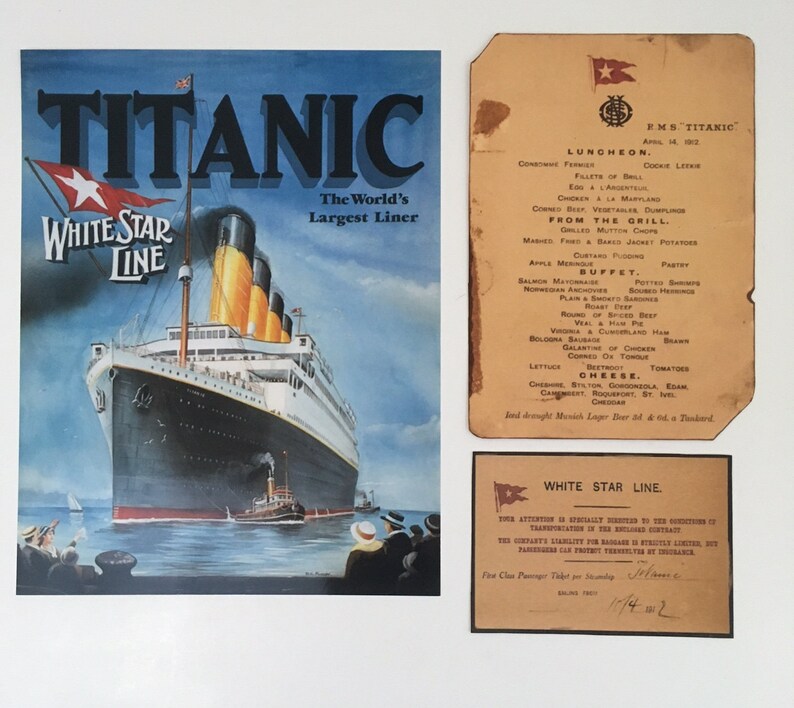 TITANIC
The World's
Largest Liner
WHITE STAR
LINE
TITANIC
R.M.S. "TITANIC."
APRIL 14, 1912.
LUNCHEON.
CONSOMMÉ FERMIER COCKIE LEEKIE
FILLETS OF BRILL
EGG À L'ARGENTEUIL
CHICKEN À LA MARYLAND
CORNED BEEF, VEGETABLES, DUMPLINGS
FROM THE GRILL.
GRILLED MUTTON CHOPS
MASHED, FRIED & BAKED JACKET POTATOES
CUSTARD PUDDING
APPLE MERINGUE PASTRY
BUFFET.
SALMON MAYONNAISE POTTED SHRIMPS
NORWEGIAN ANCHOVIES SOUSED HERRINGS
PLAIN & SMOKED SARDINES
ROAST BEEF
ROUND OF SPICED BEEF
VEAL & HAM PIE
VIRGINIA & CUMBERLAND HAM
BOLOGNA SAUSAGE BRAWN
GALANTINE OF CHICKEN
CORNED OX TONGUE
LETTUCE BEETROOT TOMATOES
CHEESE.
CHESHIRE, STILTON, GORGONZOLA, EDAM,
CAMEMBERT, ROQUEFORT, ST. IVEL
CHEDDAR
Iced draught Munich Lager Beer 3d. & 6d. a Tankard.
WHITE STAR LINE.
YOUR ATTENTION IS SPECIALLY DIRECTED TO THE CONDITIONS OF
TRANSPORTATION IN THE ENCLOSED CONTRACT.
THE COMPANY'S LIABILITY FOR BAGGAGE IS STRICTLY LIMITED, BUT
PASSENGERS CAN PROTECT THEMSELVES BY INSURANCE.
First Class Passenger Ticket per Steamship Titanic
SAILING FROM
10/4 1912